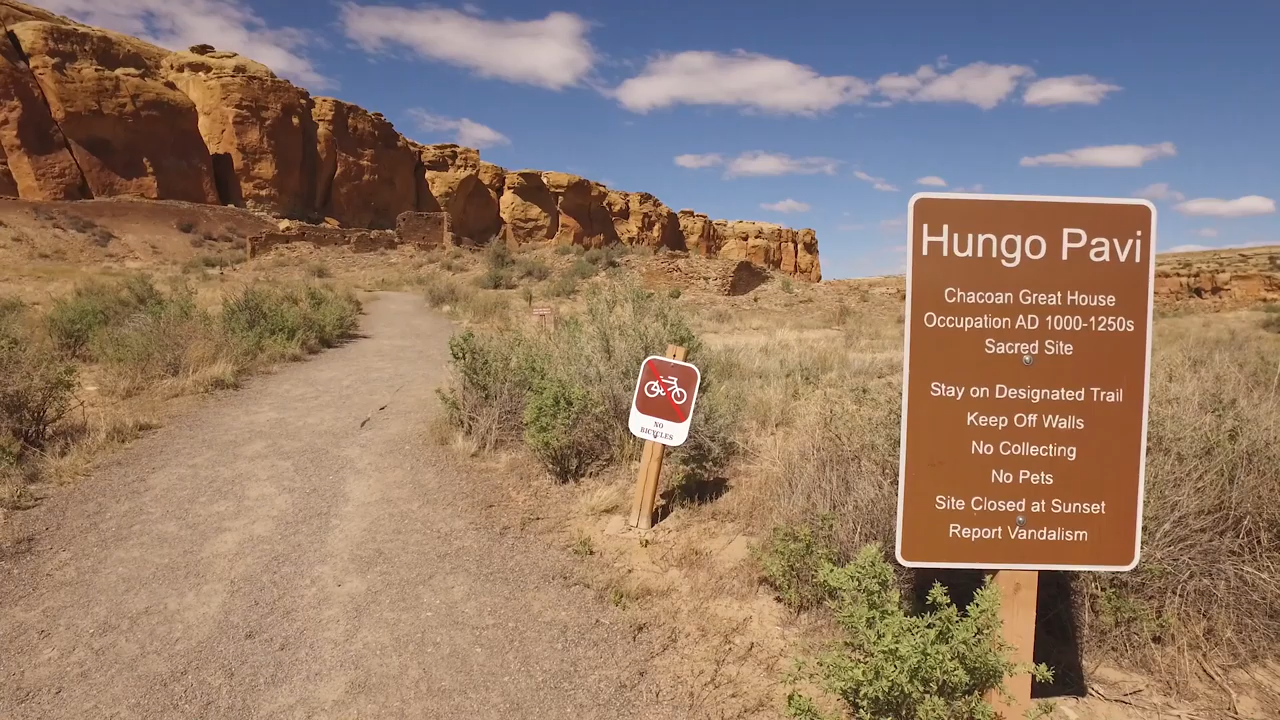 Hungo Pavi
Chacoan Great House
Occupation AD 1000-1250s
Sacred Site
Stay on Designated Trail
Keep Off Walls
No Collecting
No Pets
Site Closed at Sunset
Report Vandalism
NO
BICYCLES